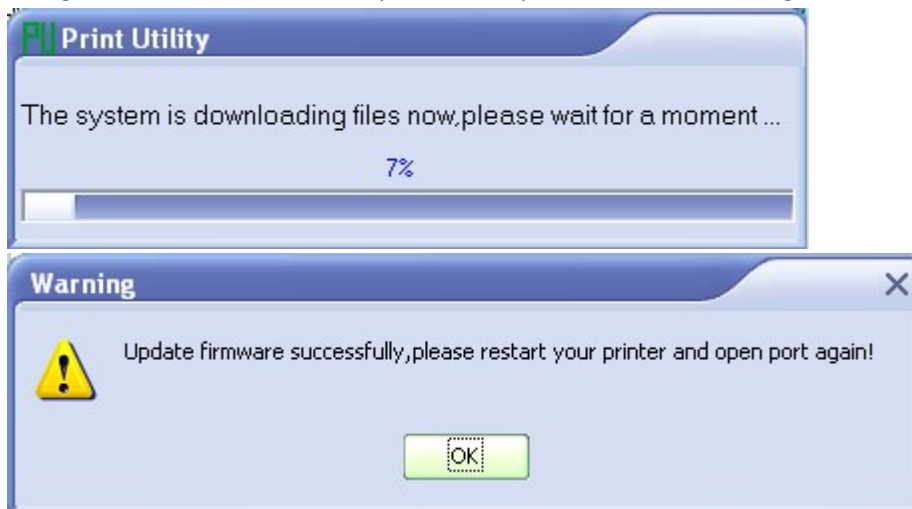 PU Print Utility
The system is downloading files now,please wait for a moment ...
7%
Warning
Update firmware successfully,please restart your printer and open port again!
OK